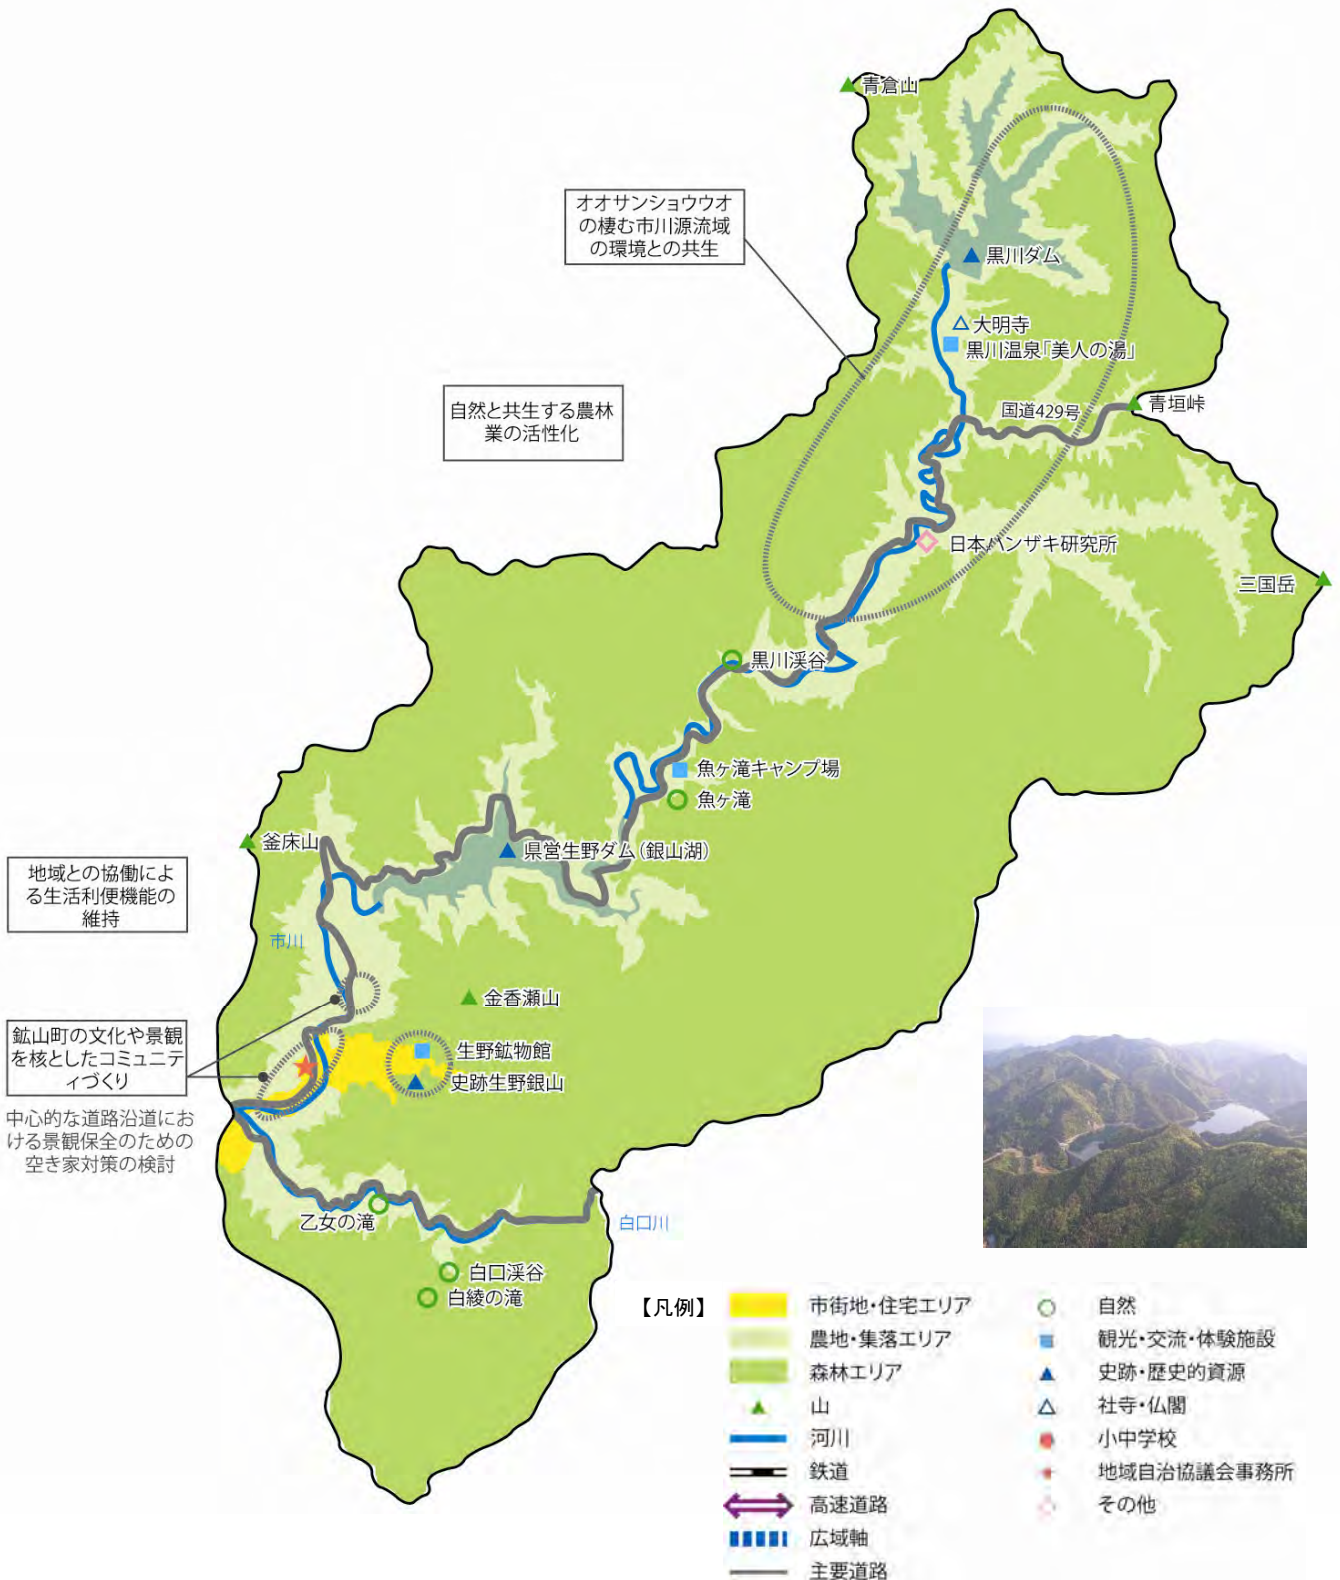 青倉山
オオサンショウウオ
の棲む市川源流域
の環境との共生
黒川ダム
大明寺
黒川温泉「美人の湯」
自然と共生する農林
業の活性化
国道429号
青垣峠
日本ハンザキ研究所
三国岳
黒川渓谷
魚ヶ滝キャンプ場
魚ヶ滝
釜床山
県営生野ダム（銀山湖）
地域との協働によ
る生活利便機能の
維持
市川
金香瀬山
鉱山町の文化や景観
を核としたコミュニテ
ィづくり
生野鉱物館
史跡生野銀山
中心的な道路沿道にお
ける景観保全のための
空き家対策の検討
乙女の滝
白口川
白口渓谷
白綾の滝
【凡例】
市街地・住宅エリア
農地・集落エリア
森林エリア
山
河川
鉄道
高速道路
広域軸
主要道路
自然
観光・交流・体験施設
史跡・歴史的資源
社寺・仏閣
小中学校
地域自治協議会事務所
その他